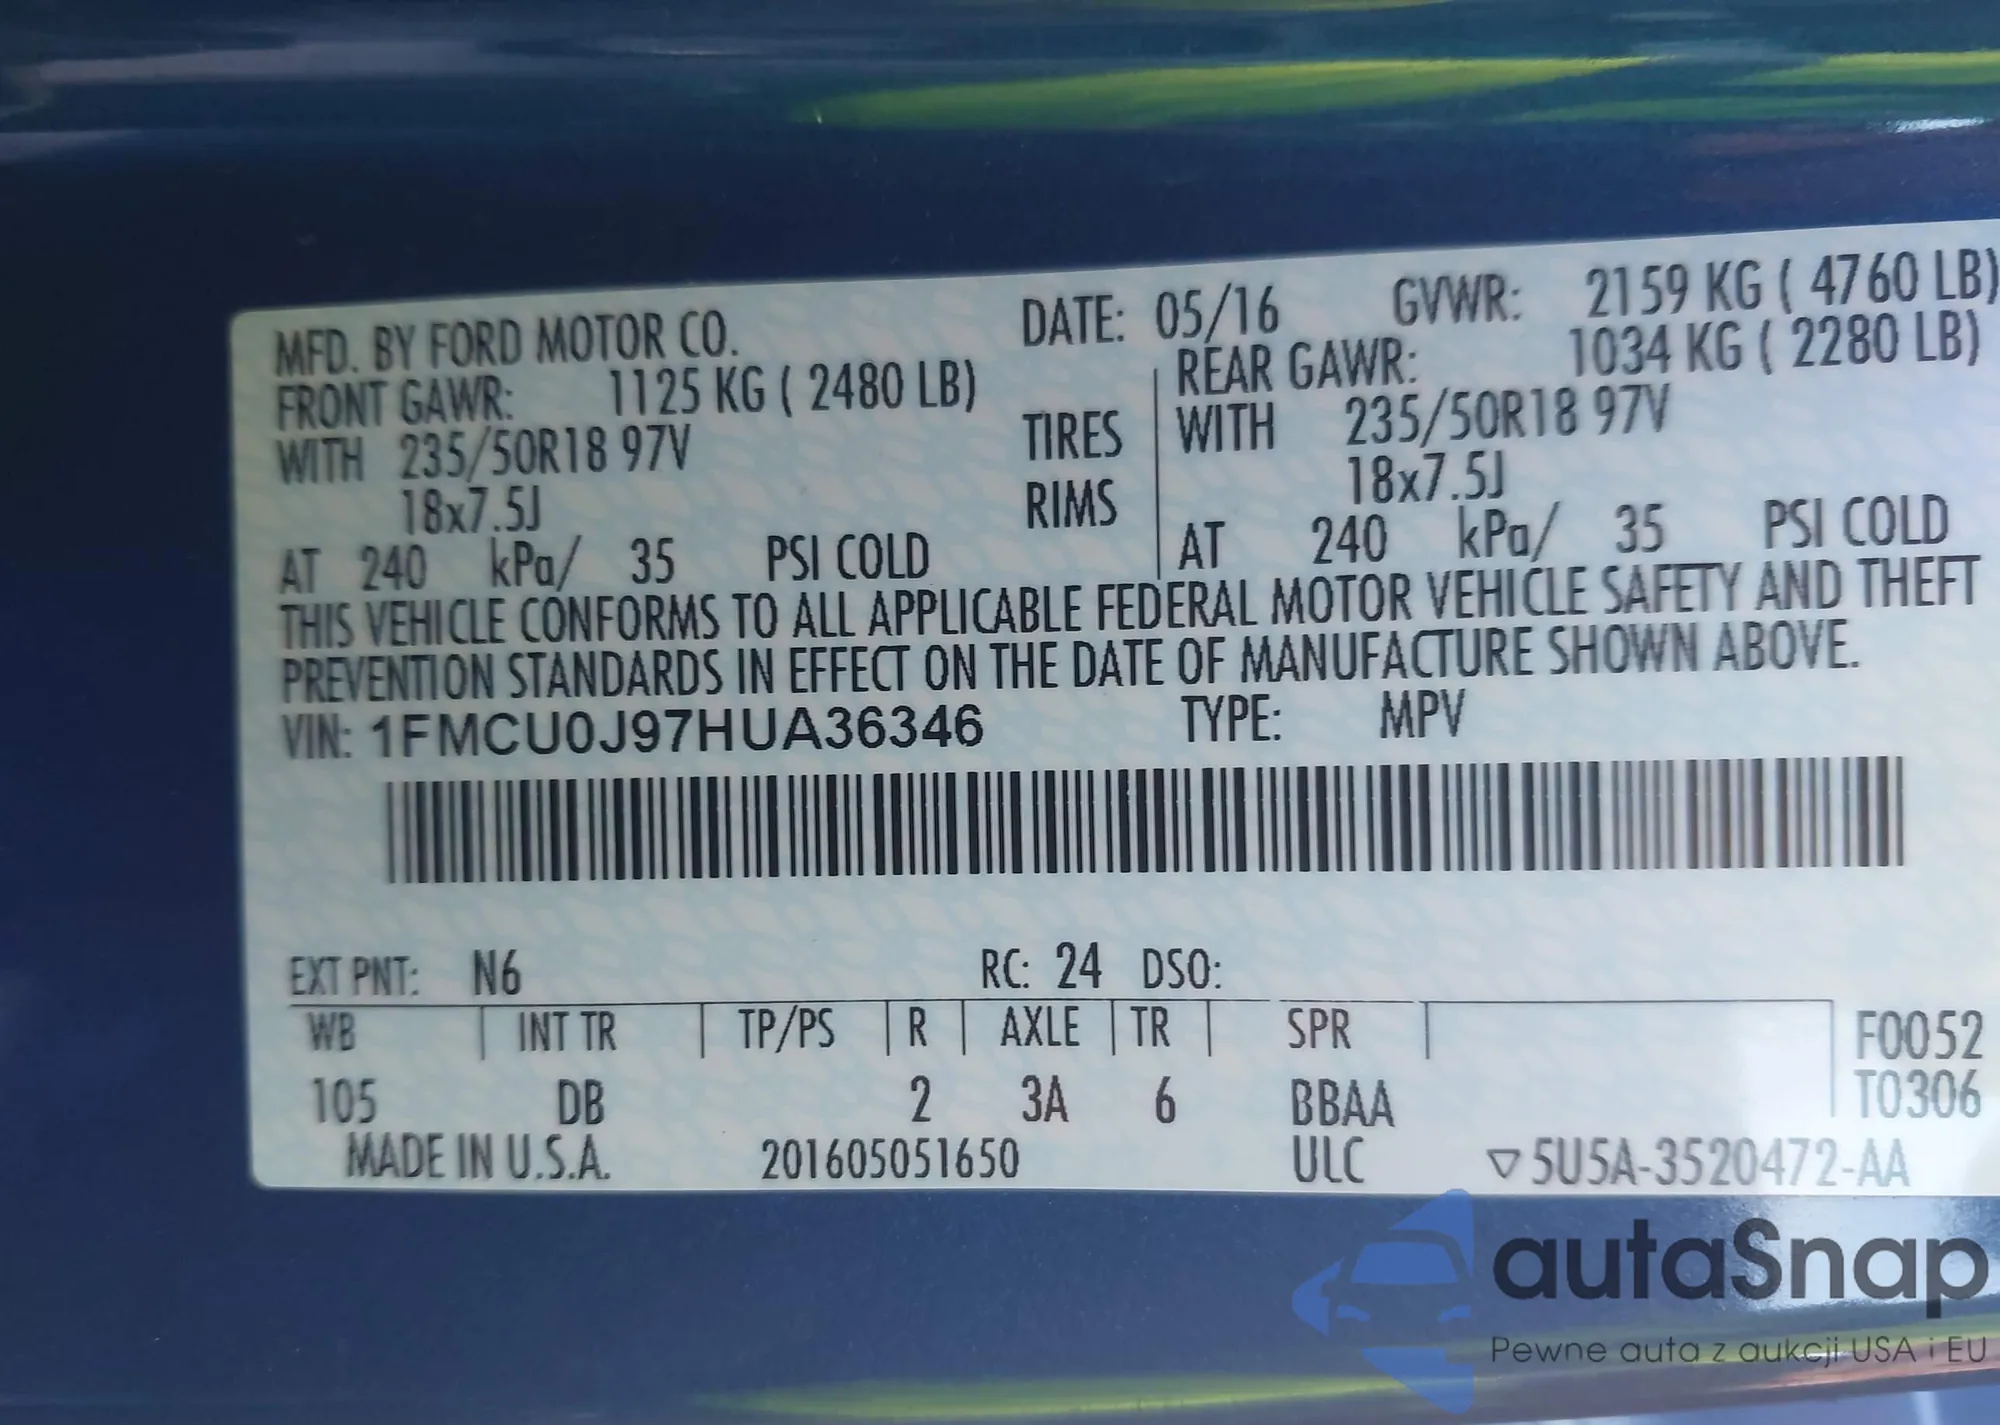 MFD. BY FORD MOTOR CO. DATE: 05/16 GVWR: 2159 KG ( 4760 LB)
FRONT GAWR: 1125 KG ( 2480 LB) REAR GAWR: 1034 KG ( 2280 LB)
WITH 235/50R18 97V TIRES WITH 235/50R18 97V
18x7.5J RIMS 18x7.5J
AT 240 kPa/ 35 PSI COLD AT 240 kPa/ 35 PSI COLD
THIS VEHICLE CONFORMS TO ALL APPLICABLE FEDERAL MOTOR VEHICLE SAFETY AND THEFT
PREVENTION STANDARDS IN EFFECT ON THE DATE OF MANUFACTURE SHOWN ABOVE.
VIN: 1FMCU0J97HUA36346 TYPE: MPV
EXT PNT: N6 RC: 24 DSO:
WB INT TR TP/PS R AXLE TR SPR F0052
105 DB 2 3A 6 BBAA T0306
MADE IN U.S.A. 201605051650 ULC ▽5U5A-3520472-AA
autaSnap
Pewne auta z aukcji USA i EU